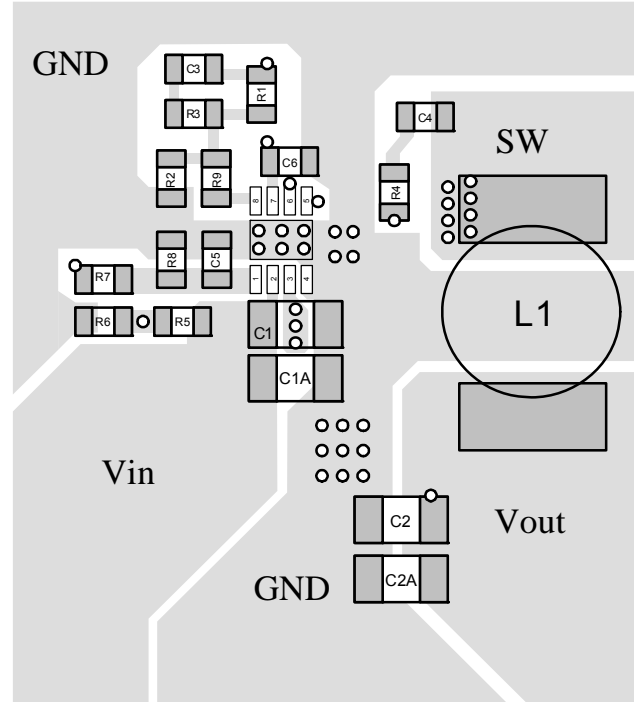 GND
C3
R1
R3
C4
SW
C6
R2
R9
R4
8 7 6 5
R8
C5
R7
1 2 3 4
R6
R5
C1
L1
C1A
Vin
C2
Vout
GND
C2A